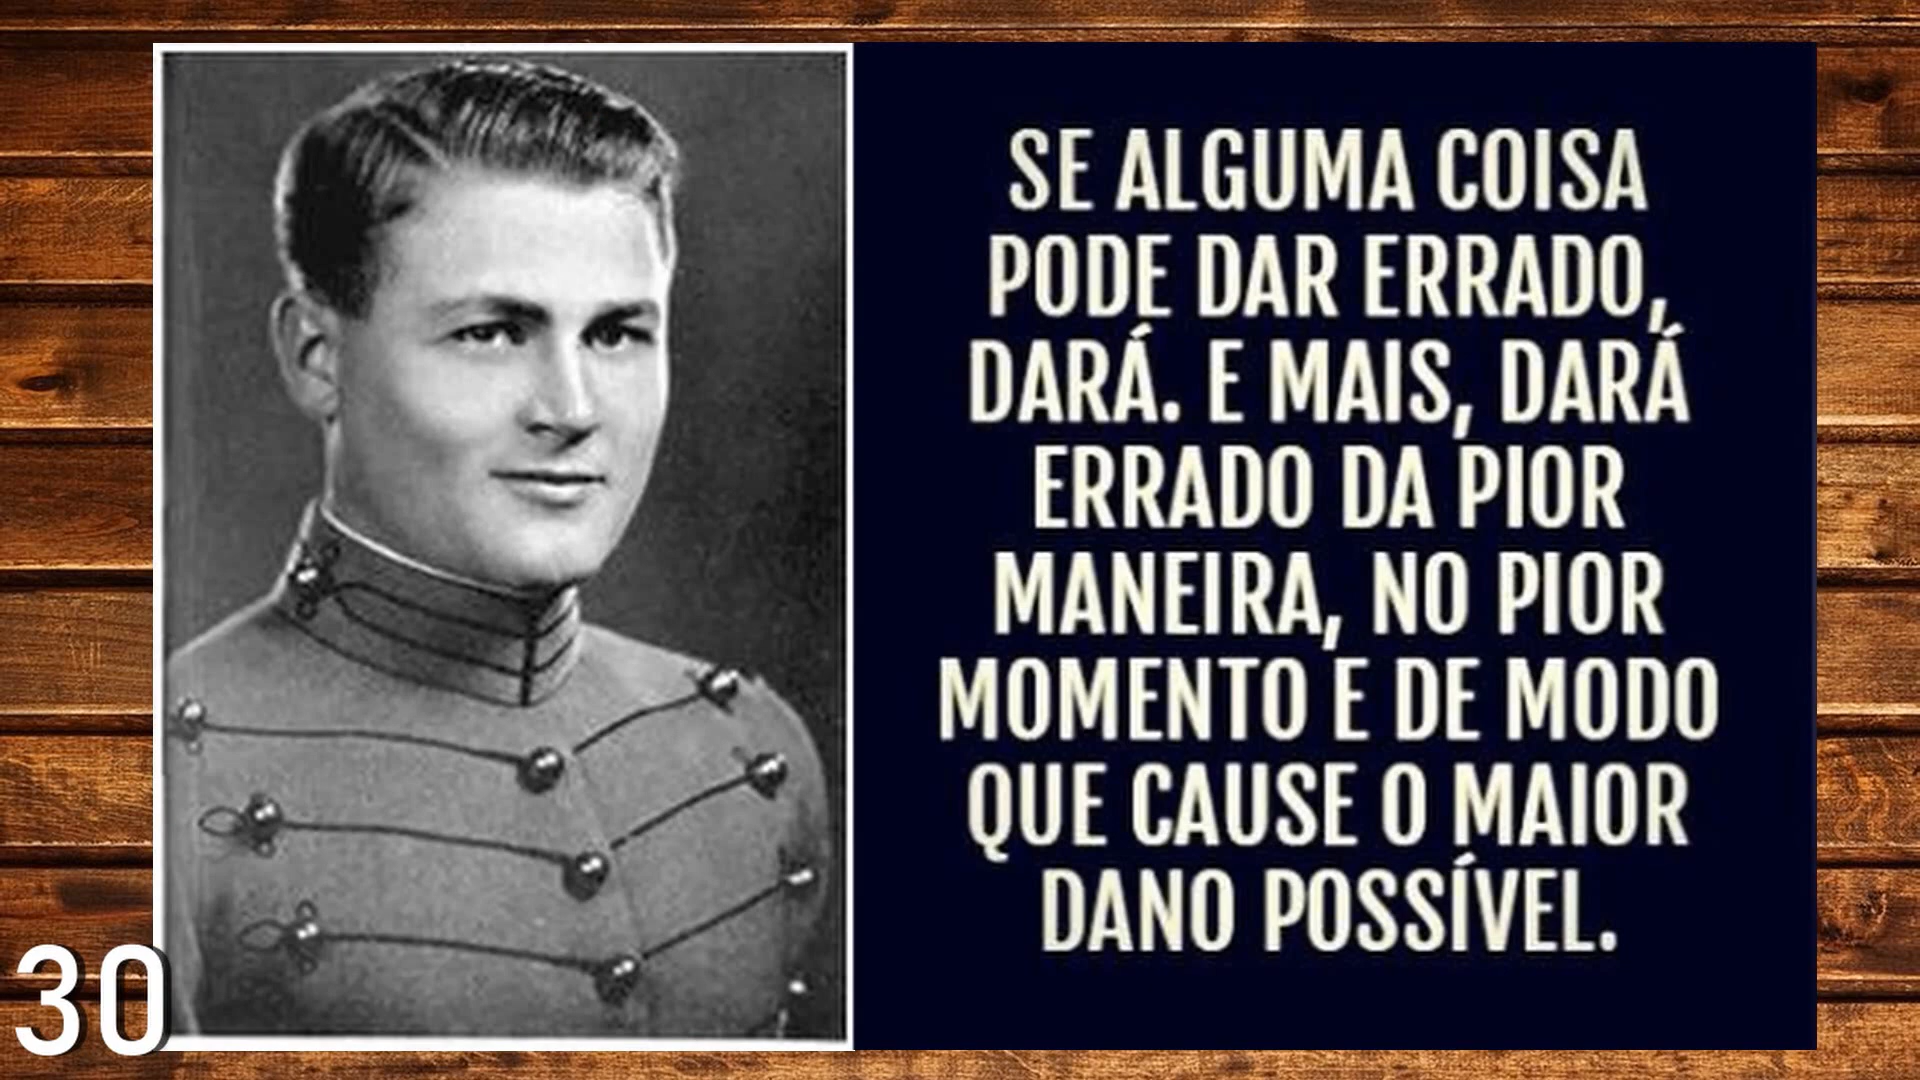 SE ALGUMA COISA
PODE DAR ERRADO,
DARÁ. E MAIS, DARÁ
ERRADO DA PIOR
MANEIRA, NO PIOR
MOMENTO E DE MODO
QUE CAUSE O MAIOR
DANO POSSÍVEL.
30